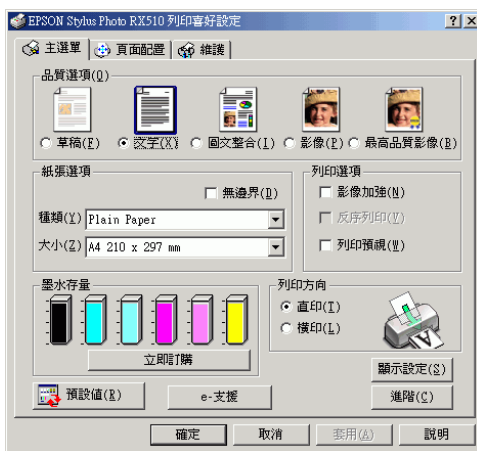 EPSON Stylus Photo RX510 列印喜好設定
主選單 頁面配置 維護
品質選項(Q)
草稿(F) 文字(X) 圖文整合(I) 影像(P) 最高品質影像(B)
紙張選項
無邊界(D)
種類(Y) Plain Paper
大小(Z) A4 210 x 297 mm
列印選項
影像加強(N)
反序列印(V)
列印預視(W)
墨水存量
立即訂購
列印方向
直印(T)
橫印(L)
顯示設定(S)
預設值(R) e-支援 進階(C)
確定 取消 套用(A) 說明